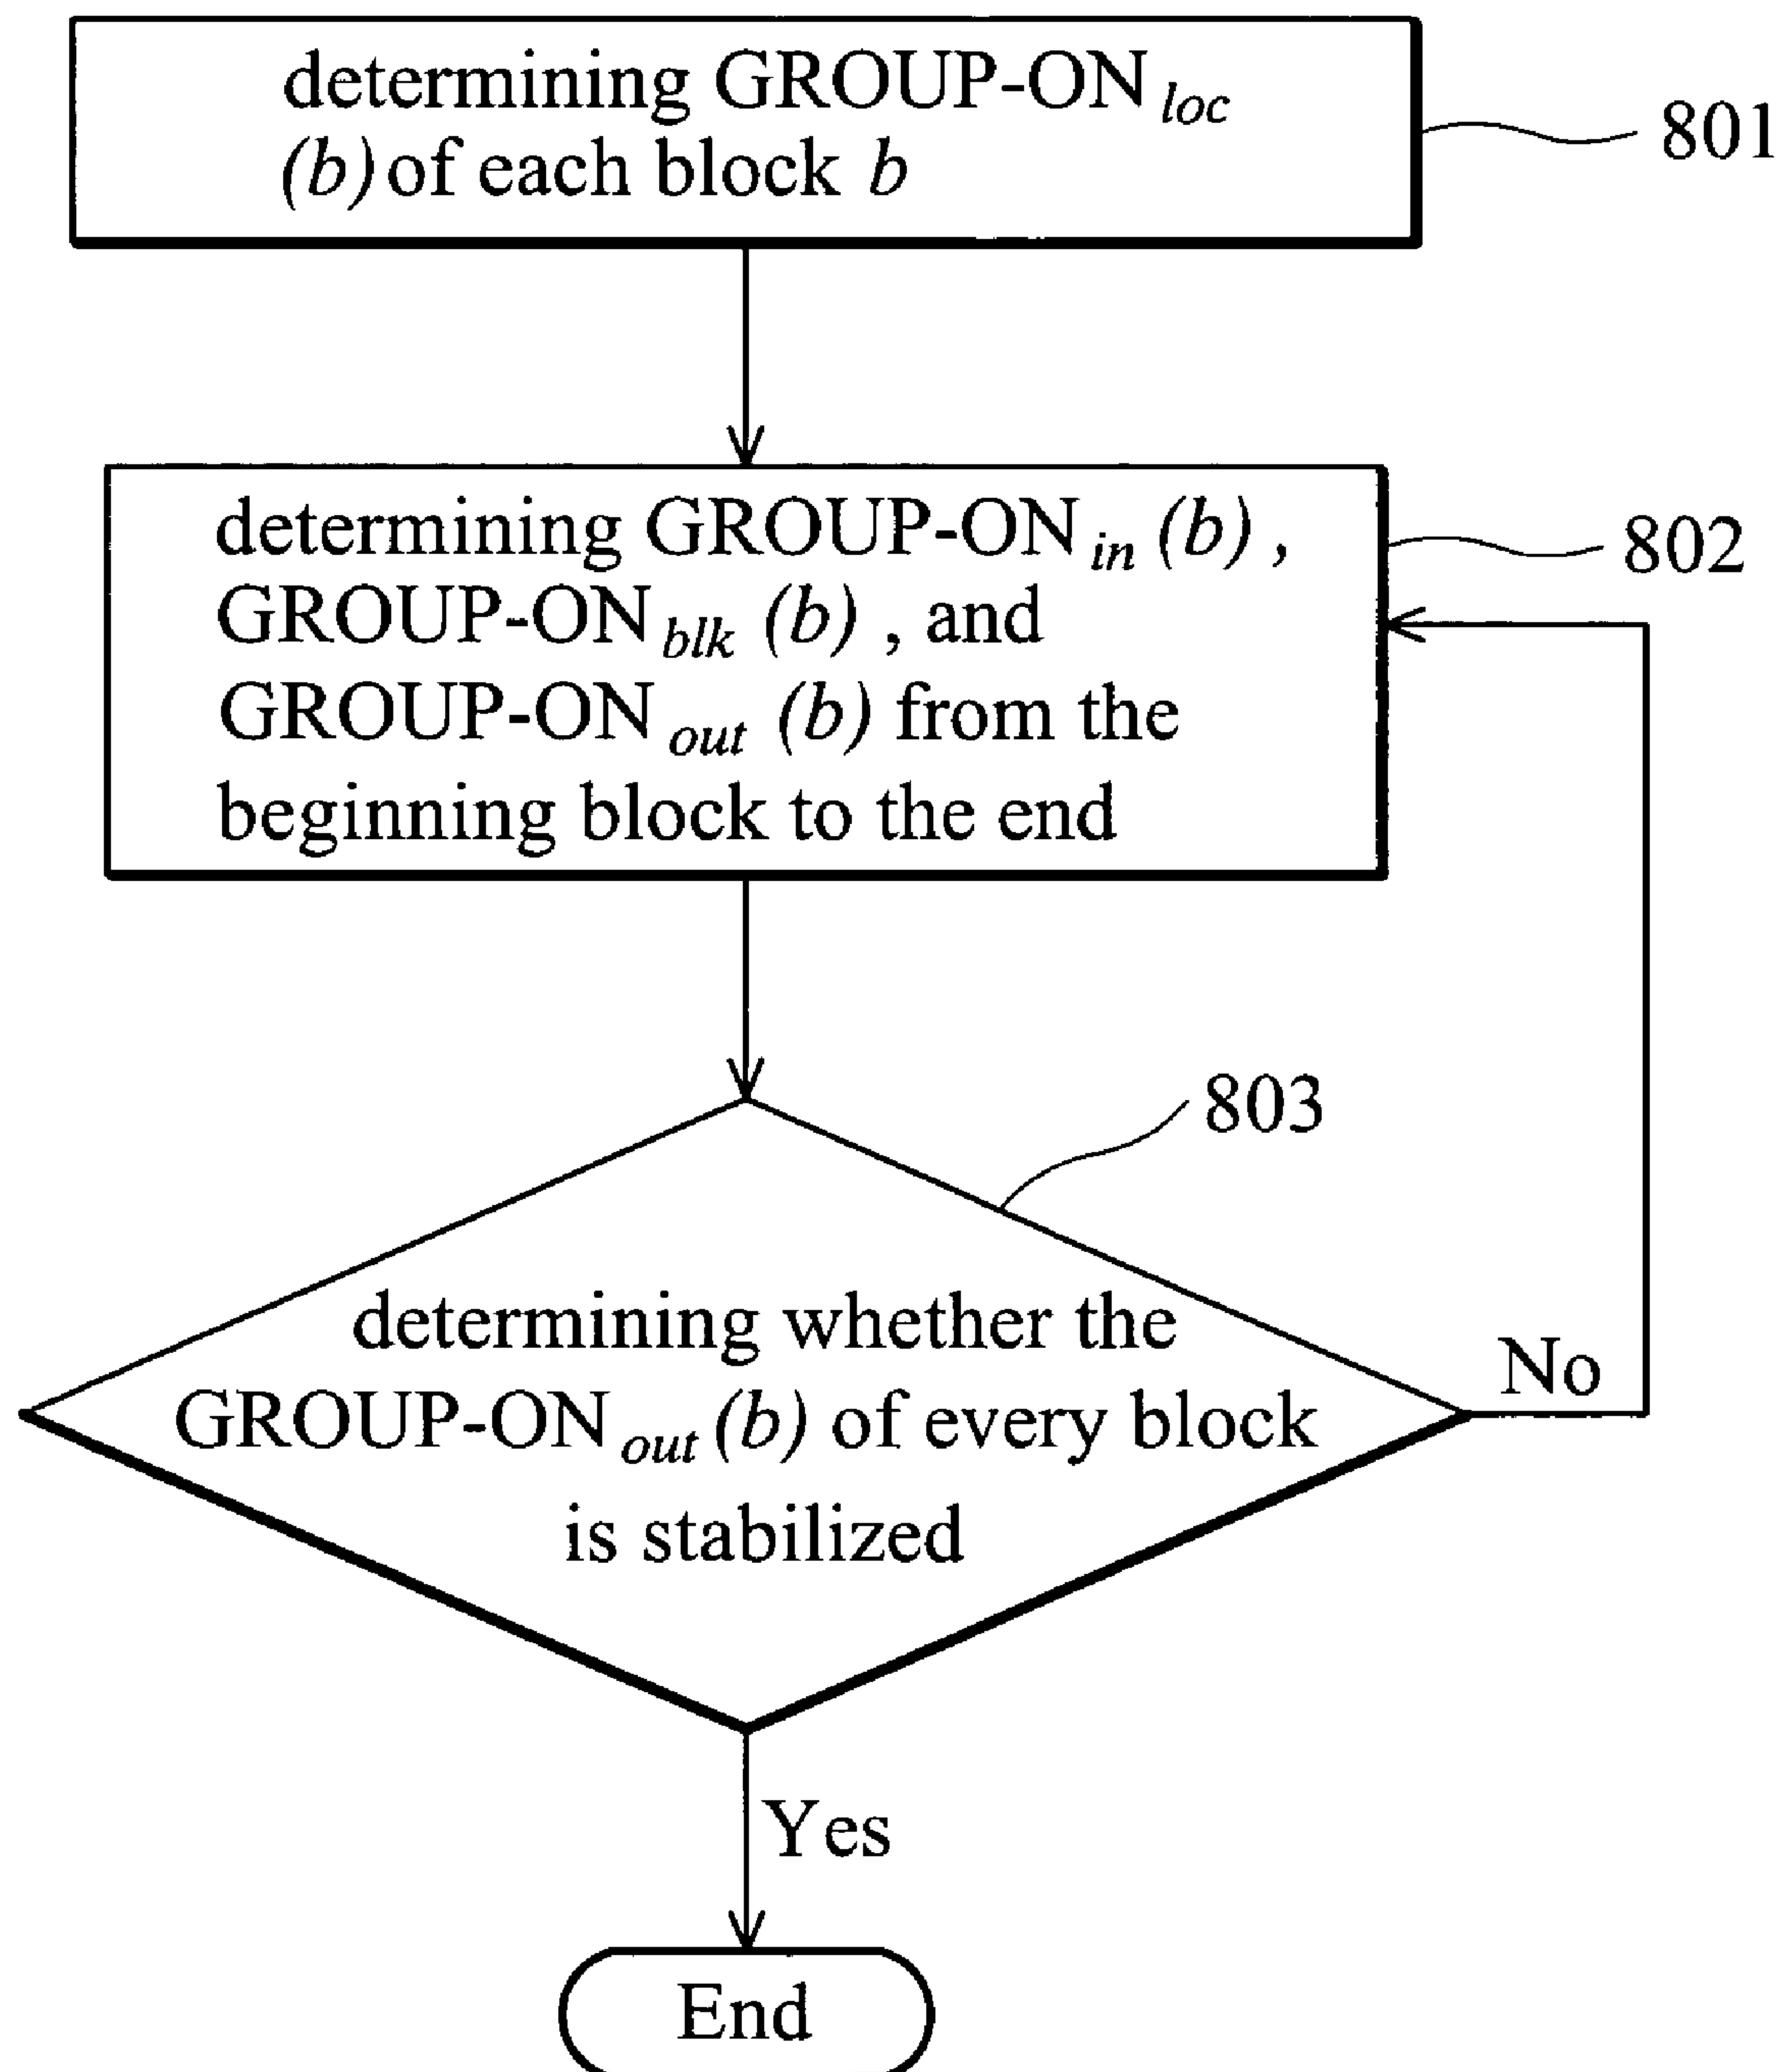 determining GROUP-ON loc
(b) of each block b
801
determining GROUP-ON in (b) ,
GROUP-ON blk (b) , and
GROUP-ON out (b) from the
beginning block to the end
802
803
determining whether the
GROUP-ON out (b) of every block
is stabilized
No
Yes
End